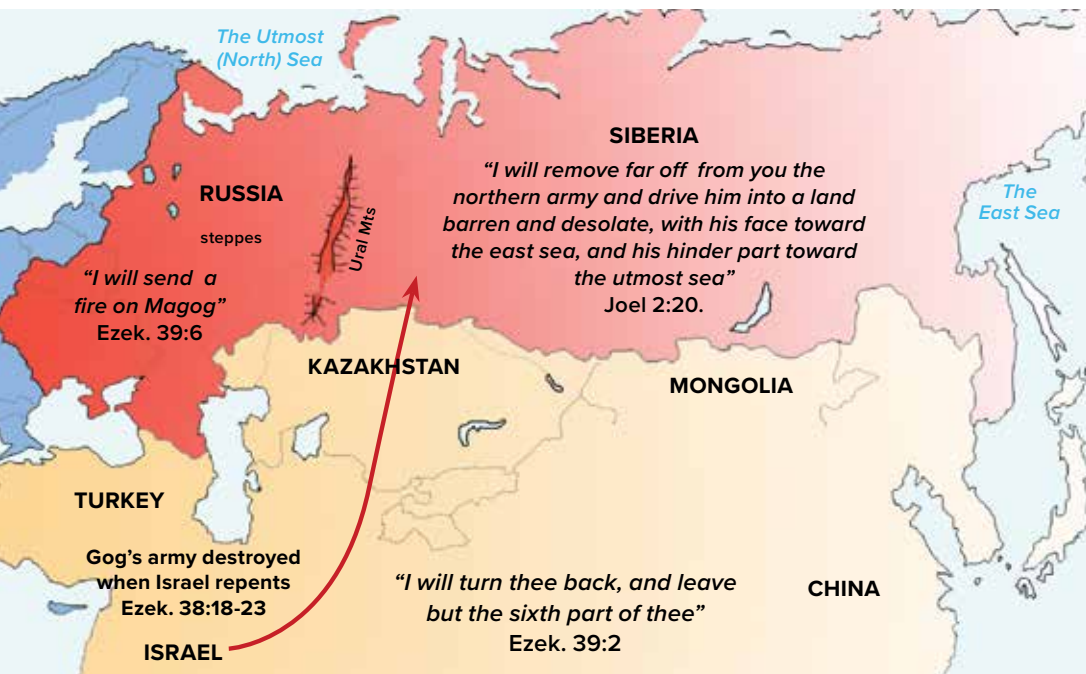 The Utmost
(North) Sea
SIBERIA
“I will remove far off from you the
northern army and drive him into a land
barren and desolate, with his face toward
the east sea, and his hinder part toward
the utmost sea”
Joel 2:20.
The
East Sea
RUSSIA
steppes
Ural Mts
“I will send a
fire on Magog”
Ezek. 39:6
KAZAKHSTAN
MONGOLIA
TURKEY
Gog’s army destroyed
when Israel repents
Ezek. 38:18-23
ISRAEL
“I will turn thee back, and leave
but the sixth part of thee”
Ezek. 39:2
CHINA